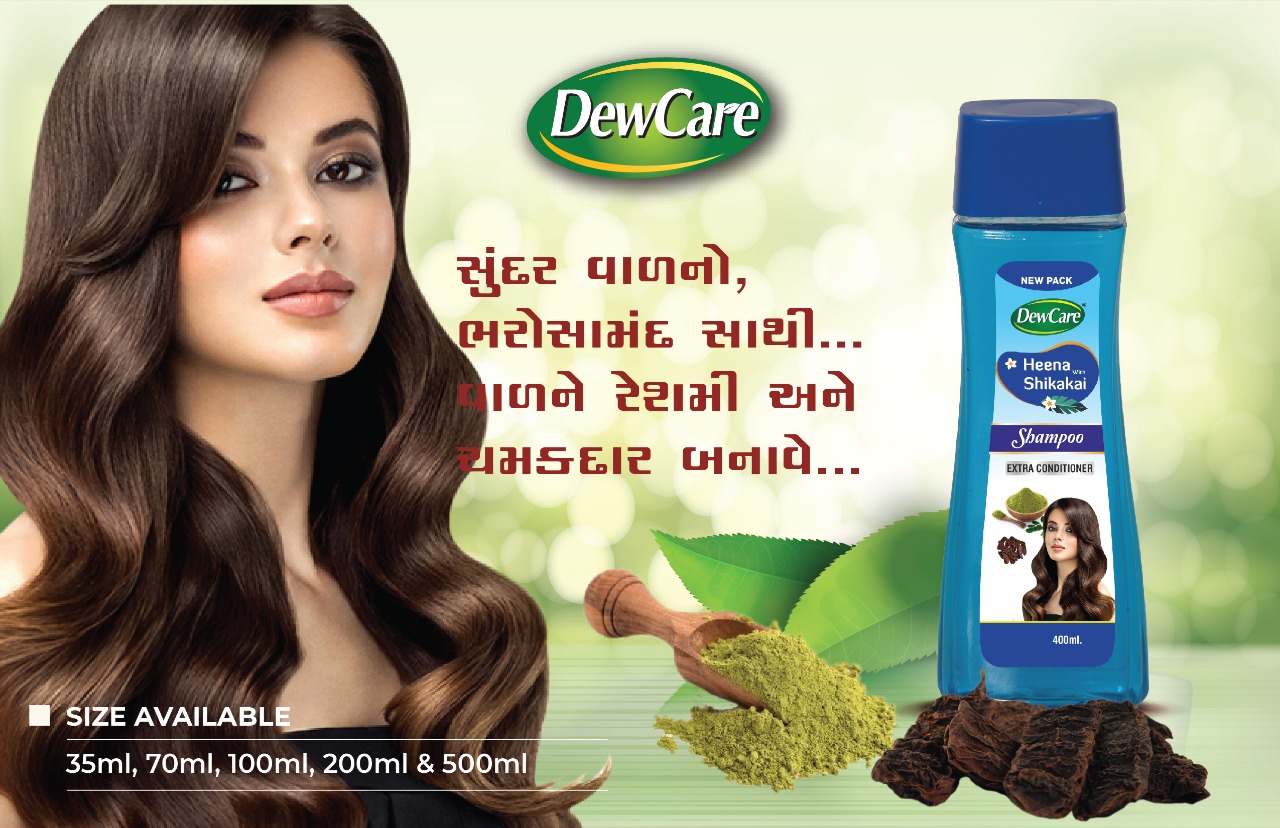 DewCare
સુંદર વાળનો,
ભરોસામંદ સાથી...
વાળને રેશમી અને
ચમકદાર બનાવે...
NEW PACK
DewCare
Heena With
Shikakai
Shampoo
EXTRA CONDITIONER
400ml.
SIZE AVAILABLE
35ml, 70ml, 100ml, 200ml & 500ml